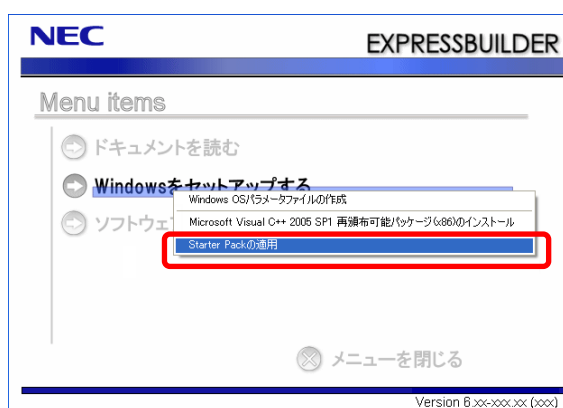 NEC
EXPRESSBUILDER
Menu items
ドキュメントを読む
Windowsをセットアップする
Windows OSパラメータファイルの作成
ソフトウェ
Microsoft Visual C++ 2005 SP1 再頒布可能パッケージ(x86)のインストール
Starter Packの適用
メニューを閉じる
Version 6.xx-xxx.xx (xxx)